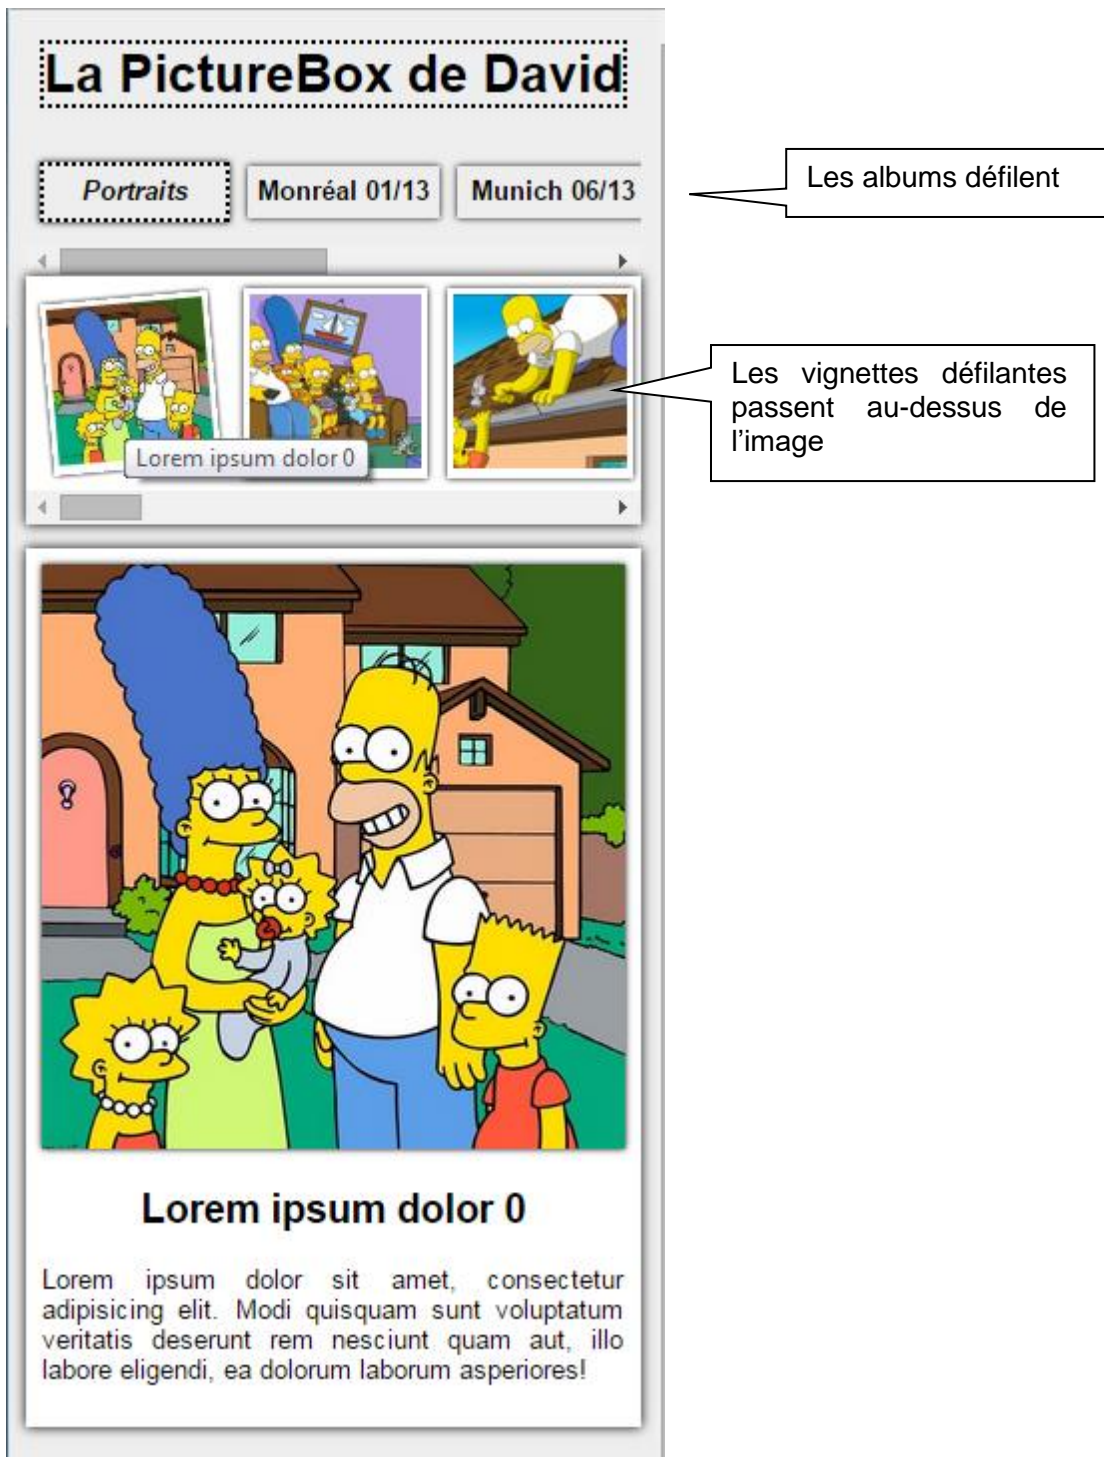 La PictureBox de David
Portraits
Monréal 01/13
Munich 06/13
Les albums défilent
Les vignettes défilantes
passent au-dessus de
l'image
Lorem ipsum dolor 0
Lorem ipsum dolor 0
Lorem ipsum dolor sit amet, consectetur
adipisicing elit. Modi quisquam sunt voluptatum
veritatis deserunt rem nesciunt quam aut, illo
labore eligendi, ea dolorum laborum asperiores!